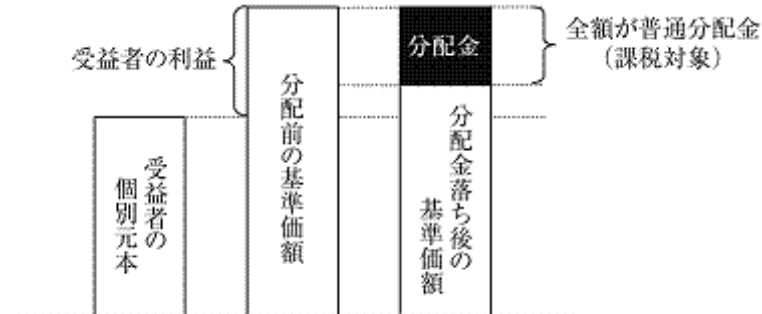 受益者の利益
分配金
全額が普通分配金
(課税対象)
受益者の
個別元本
分配前の基準価額
分配金落ち後の
基準価額